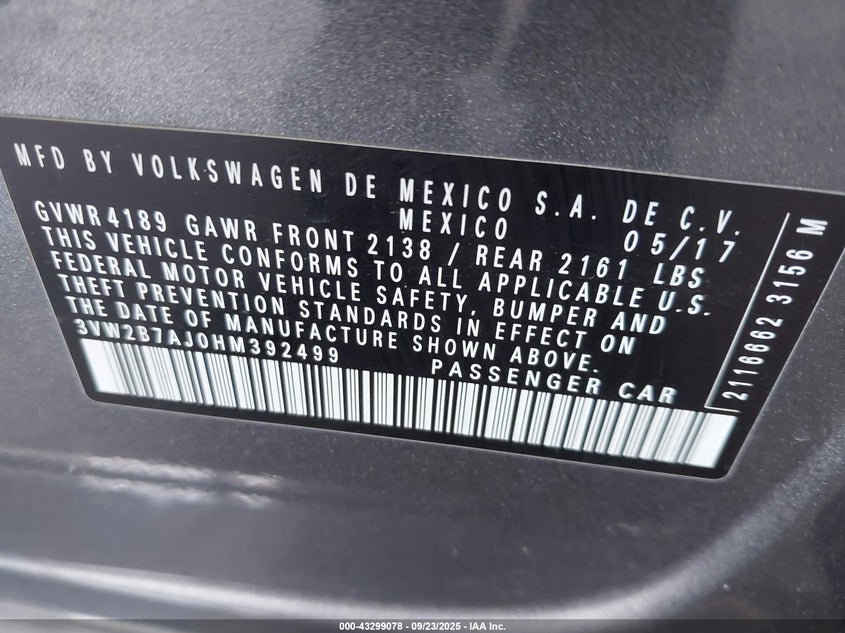 MFD BY VOLKSWAGEN DE MEXICO S.A. DE C.V.
MEXICO 05/17
GVWR4189 GAWR FRONT 2138 / REAR 2161 LBS
THIS VEHICLE CONFORMS TO ALL APPLICABLE U.S.
FEDERAL MOTOR VEHICLE SAFETY, BUMPER AND
THEFT PREVENTION STANDARDS IN EFFECT ON
THE DATE OF MANUFACTURE SHOWN ABOVE.
3VW2B7AJ0HM392499
PASSENGER CAR
2116662 3156 M
000-43299078 - 09/23/2025 - IAA Inc.